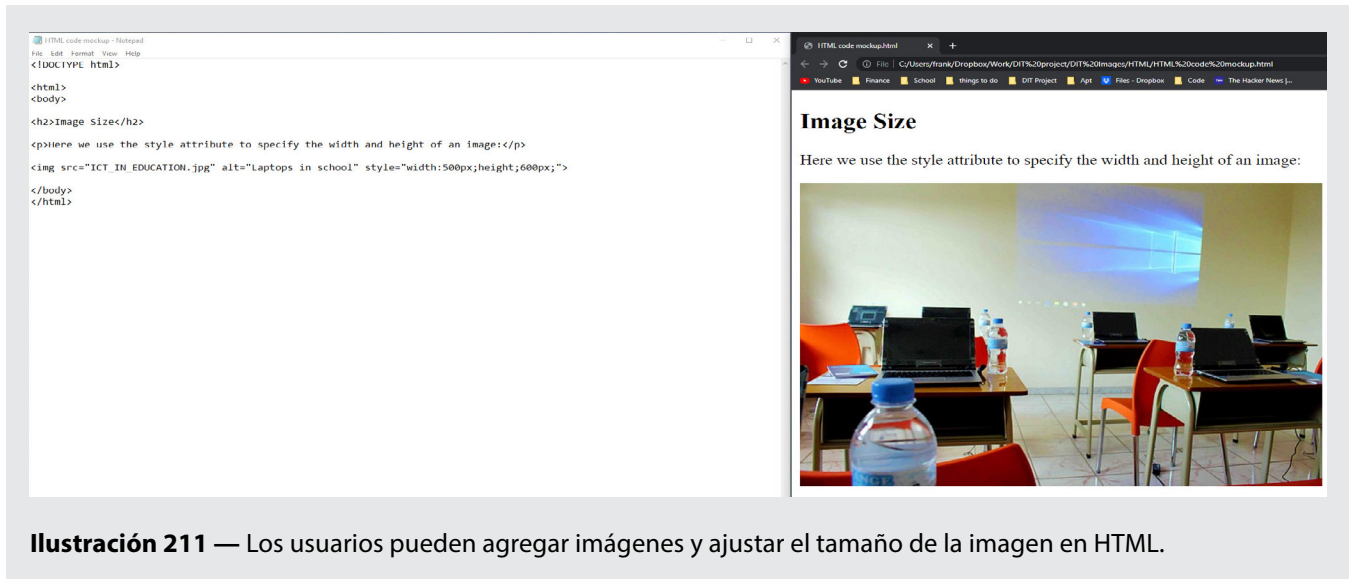 HTML code mockup - Notepad
File Edit Format View Help
<!DOCTYPE html>
<html>
<body>
<h2>Image Size</h2>
<p>Here we use the style attribute to specify the width and height of an image:</p>
<img src="ICT_IN_EDUCATION.jpg" alt="Laptops in school" style="width:500px;height;600px;">
</body>
</html>
HTML code mockup.html
File | C:/Users/frank/Dropbox/Work/DIT%20project/DIT%20Images/HTML/HTML%20code%20mockup.html
YouTube Finance School things to do DIT Project Apt Files - Dropbox Code The Hacker News |...
Image Size
Here we use the style attribute to specify the width and height of an image:
Ilustración 211 — Los usuarios pueden agregar imágenes y ajustar el tamaño de la imagen en HTML.